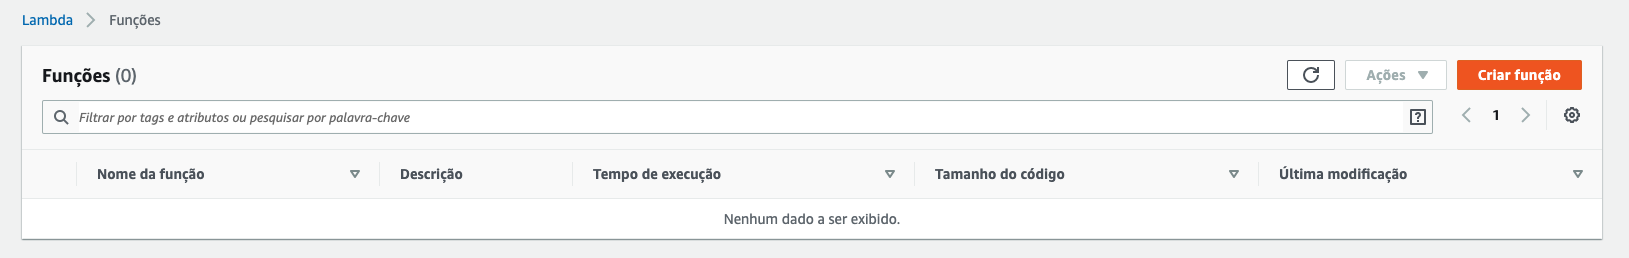 Lambda > Funções
Funções (0)
Ações
Criar função
Filtrar por tags e atributos ou pesquisar por palavra-chave
?
1
Nome da função
Descrição
Tempo de execução
Tamanho do código
Última modificação
Nenhum dado a ser exibido.